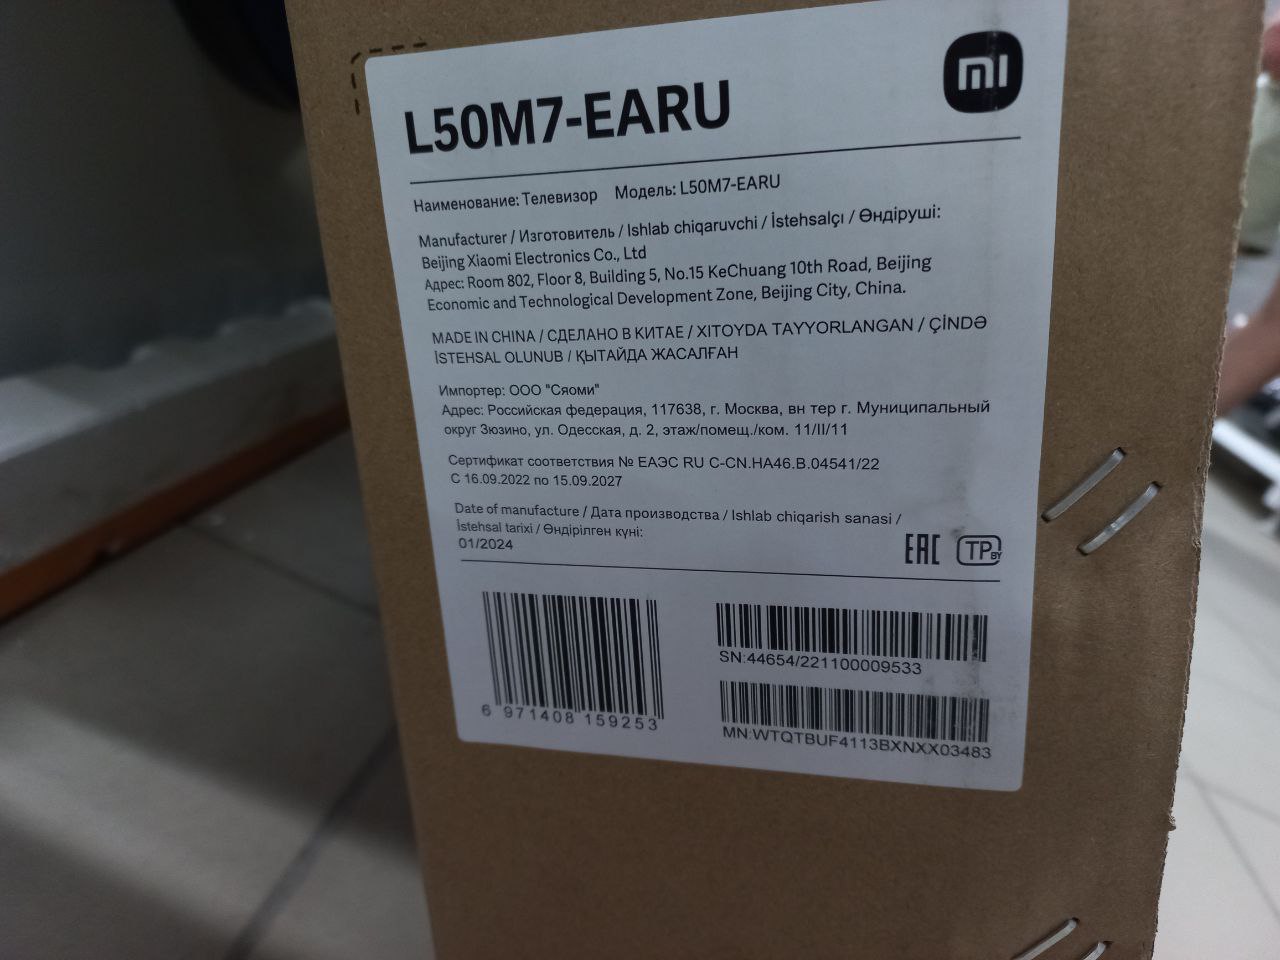 L50M7-EARU
mi
Наименование: Телевизор Модель: L50M7-EARU
Manufacturer / Изготовитель / Ishlab chiqaruvchi / İstehsalçı / Өндіруші:
Beijing Xiaomi Electronics Co., Ltd
Адрес: Room 802, Floor 8, Building 5, No.15 KeChuang 10th Road, Beijing
Economic and Technological Development Zone, Beijing City, China.
MADE IN CHINA / СДЕЛАНО В КИТАЕ / XITOYDA TAYYORLANGAN / ÇİNDƏ
İSTEHSAL OLUNUB / ҚЫТАЙДА ЖАСАЛҒАН
Импортер: ООО "Сяоми"
Адрес: Российская федерация, 117638, г. Москва, вн тер г. Муниципальный
округ Зюзино, ул. Одесская, д. 2, этаж/помещ./ком. 11/II/11
Сертификат соответствия № ЕАЭС RU C-CN.HA46.B.04541/22
С 16.09.2022 по 15.09.2027
Date of manufacture / Дата производства / Ishlab chiqarish sanasi /
İstehsal tarixi / Өндірілген күні:
01/2024
EAC TP BY
6 971408 159253
SN:44654/221100009533
MN:WTQTBUF4113BXNXX03483